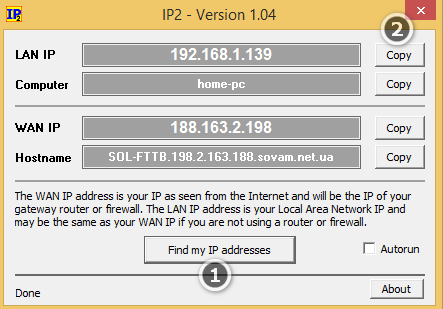 IP2 - Version 1.04
2
LAN IP 192.168.1.139 Copy
Computer home-pc Copy
WAN IP 188.163.2.198 Copy
Hostname SOL-FTTB.198.2.163.188.sovam.net.ua Copy
The WAN IP address is your IP as seen from the Internet and will be the IP of your
gateway router or firewall. The LAN IP address is your Local Area Network IP and
may be the same as your WAN IP if you are not using a router or firewall.
Find my IP addresses Autorun
1
Done About